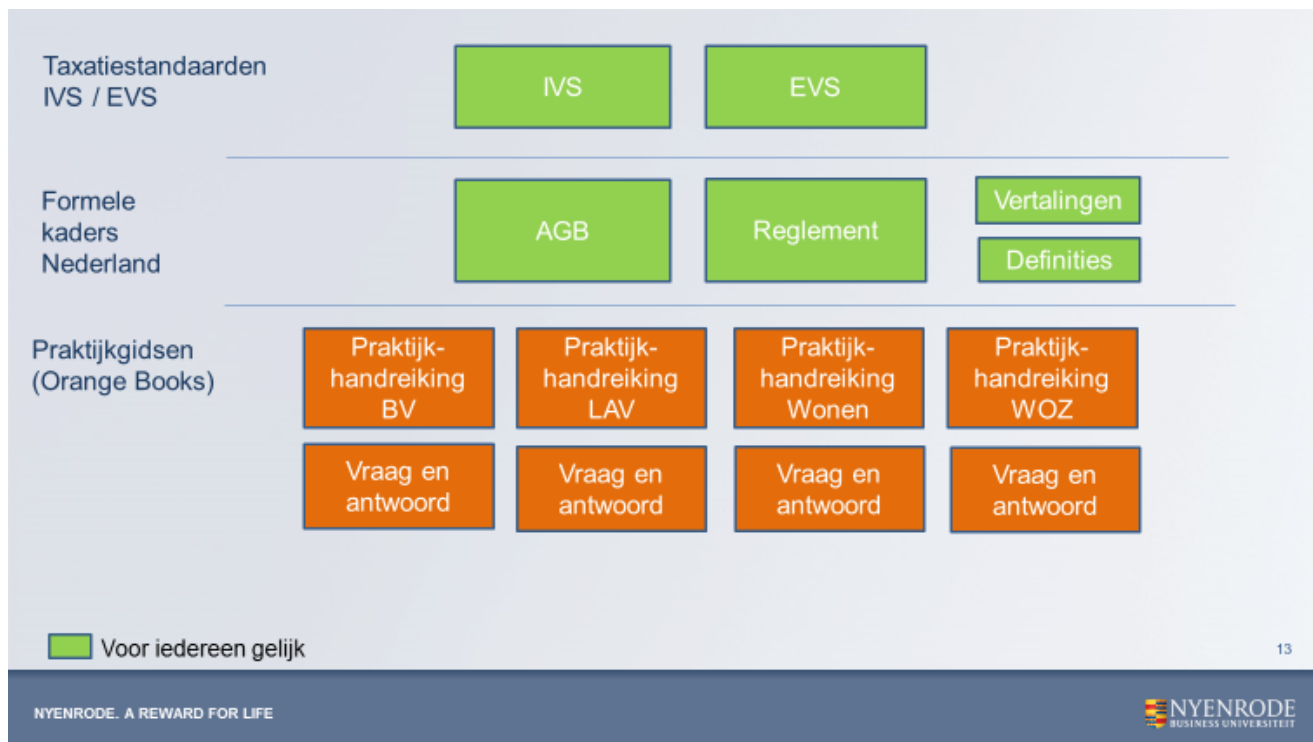 Taxatiestandaarden
IVS / EVS
IVS
EVS
Formele
kaders
Nederland
AGB
Reglement
Vertalingen
Definities
Praktijkgidsen
(Orange Books)
Praktijk-
handreiking
BV
Praktijk-
handreiking
LAV
Praktijk-
handreiking
Wonen
Praktijk-
handreiking
WOZ
Vraag en
antwoord
Vraag en
antwoord
Vraag en
antwoord
Vraag en
antwoord
Voor iedereen gelijk
13
NYENRODE. A REWARD FOR LIFE
NYENRODE
BUSINESS UNIVERSITEIT